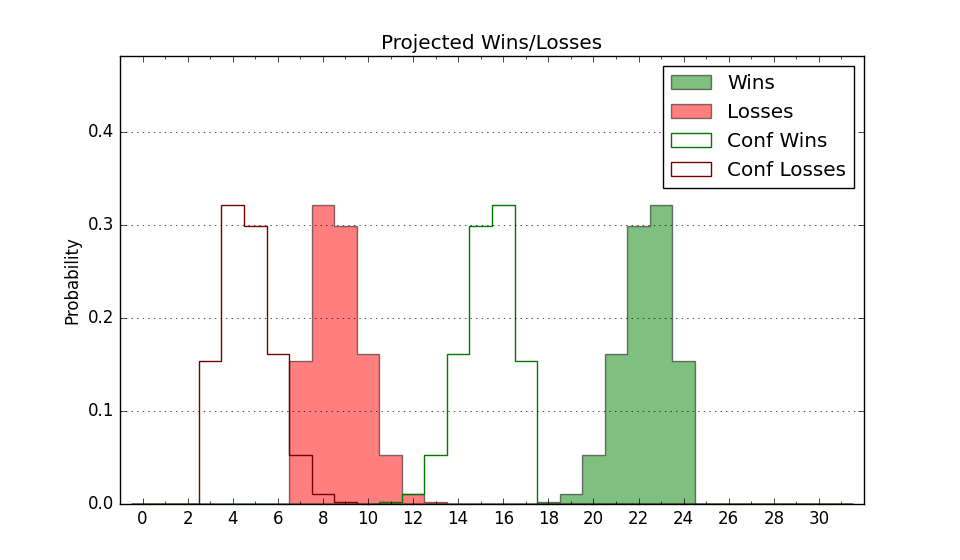 Projected Wins/Losses
Wins
Losses
Conf Wins
Conf Losses
Probability
0.4
0.3
0.2
0.1
0.0
0 2 4 6 8 10 12 14 16 18 20 22 24 26 28 30